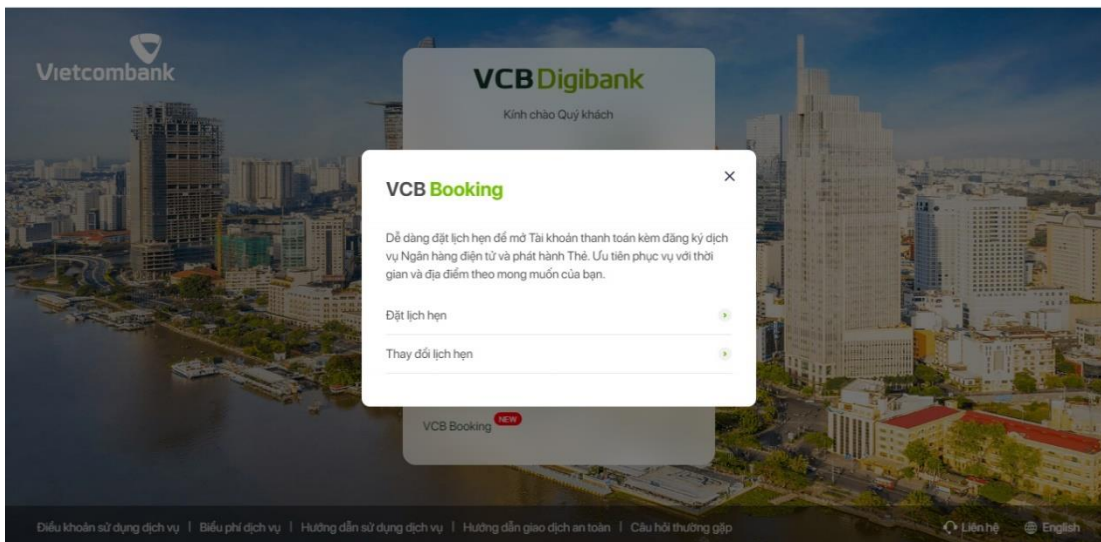 Vietcombank
VCB Digibank
Kính chào Quý khách
VCB Booking
Dễ dàng đặt lịch hẹn để mở Tài khoản thanh toán kèm đăng ký dịch
vụ Ngân hàng điện tử và phát hành Thẻ. Ưu tiên phục vụ với thời
gian và địa điểm theo mong muốn của bạn.
Đặt lịch hẹn
Thay đổi lịch hẹn
VCB Booking NEW
Điều khoản sử dụng dịch vụ | Biểu phí dịch vụ | Hướng dẫn sử dụng dịch vụ | Hướng dẫn giao dịch an toàn | Câu hỏi thường gặp Liên hệ English